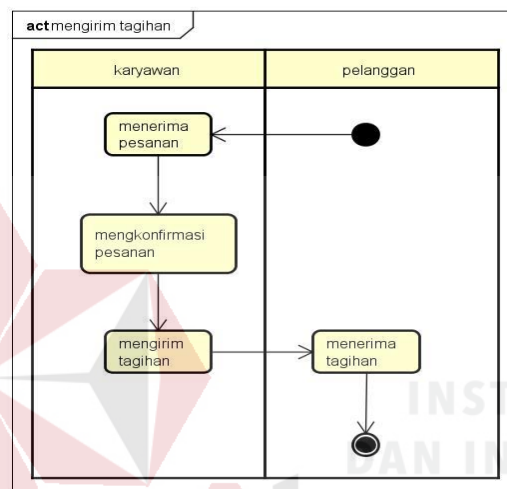 act mengirim tagihan
karyawan
pelanggan
menerima
pesanan
mengkonfirmasi
pesanan
mengirim
tagihan
menerima
tagihan
INST
DAN IN